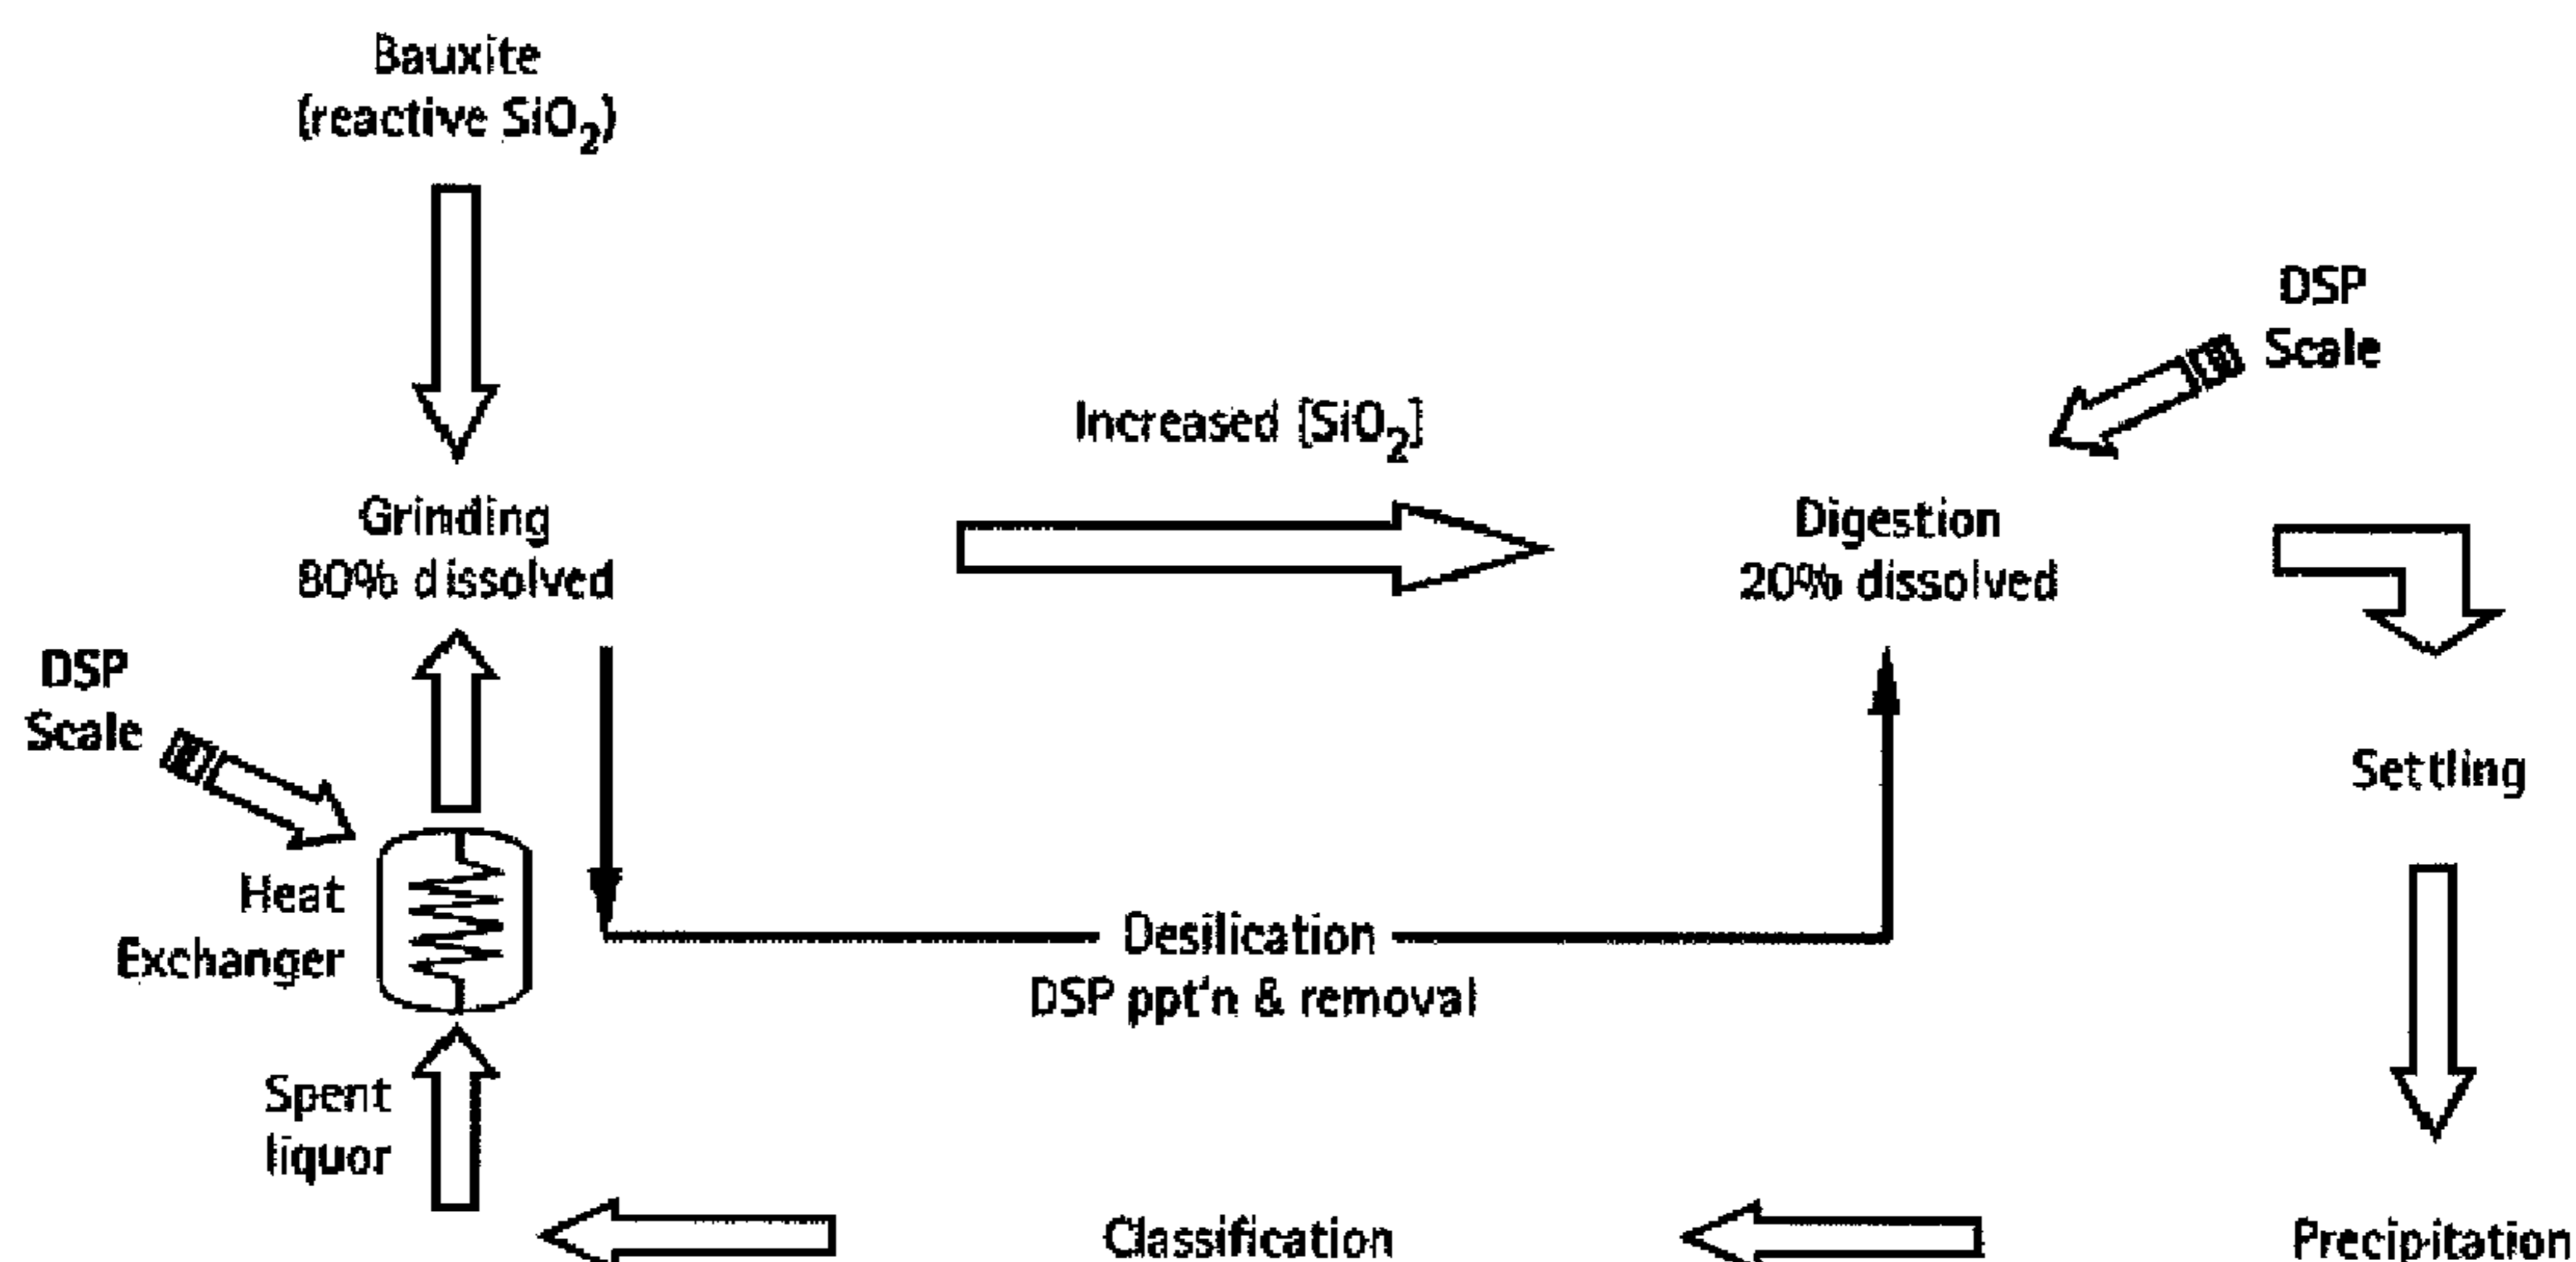 Bauxite
(reactive SiO₂)
DSP
Scale
Increased [SiO₂]
Grinding
80% dissolved
Digestion
20% dissolved
DSP
Scale
Settling
Heat
Exchanger
Desilication
DSP ppt'n & removal
Spent
liquor
Classification
Precipitation